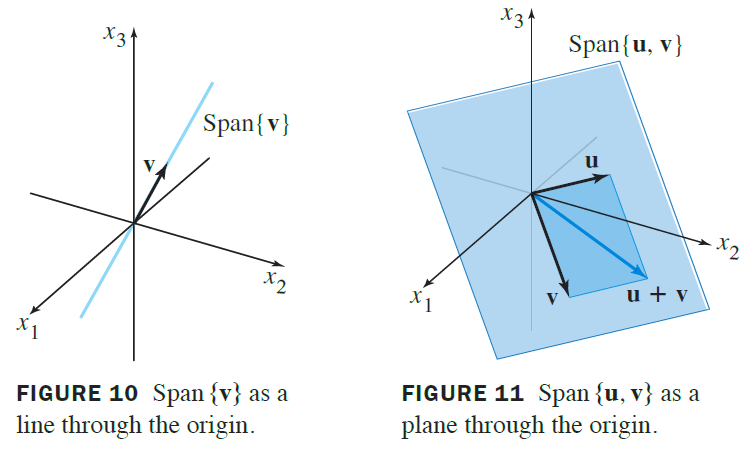 x3
Span{v}
v
x2
x1
FIGURE 10 Span {v} as a
line through the origin.
x3
Span{u, v}
u
x2
x1
v
u + v
FIGURE 11 Span {u, v} as a
plane through the origin.